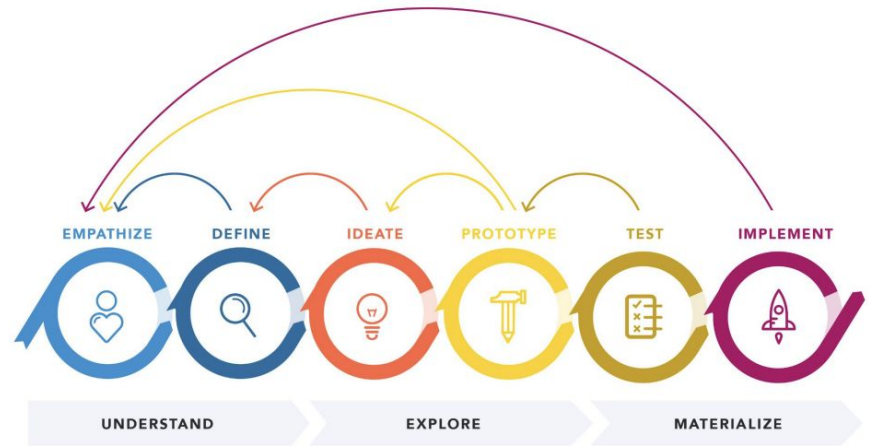 EMPATHIZE DEFINE IDEATE PROTOTYPE TEST IMPLEMENT
UNDERSTAND EXPLORE MATERIALIZE